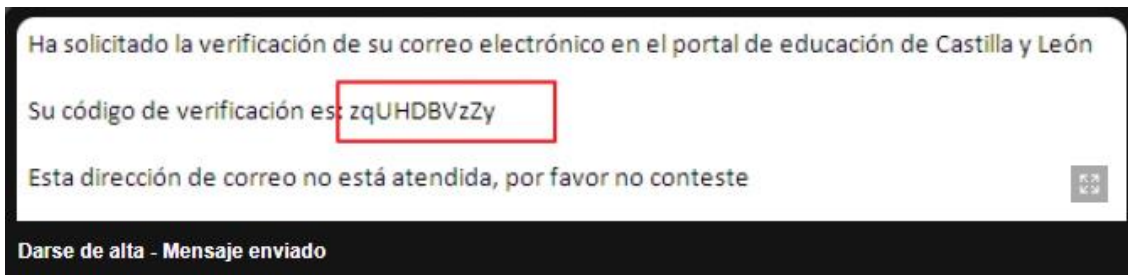 Ha solicitado la verificación de su correo electrónico en el portal de educación de Castilla y León
Su código de verificación es: zqUHDBVzZy
Esta dirección de correo no está atendida, por favor no conteste
Darse de alta - Mensaje enviado